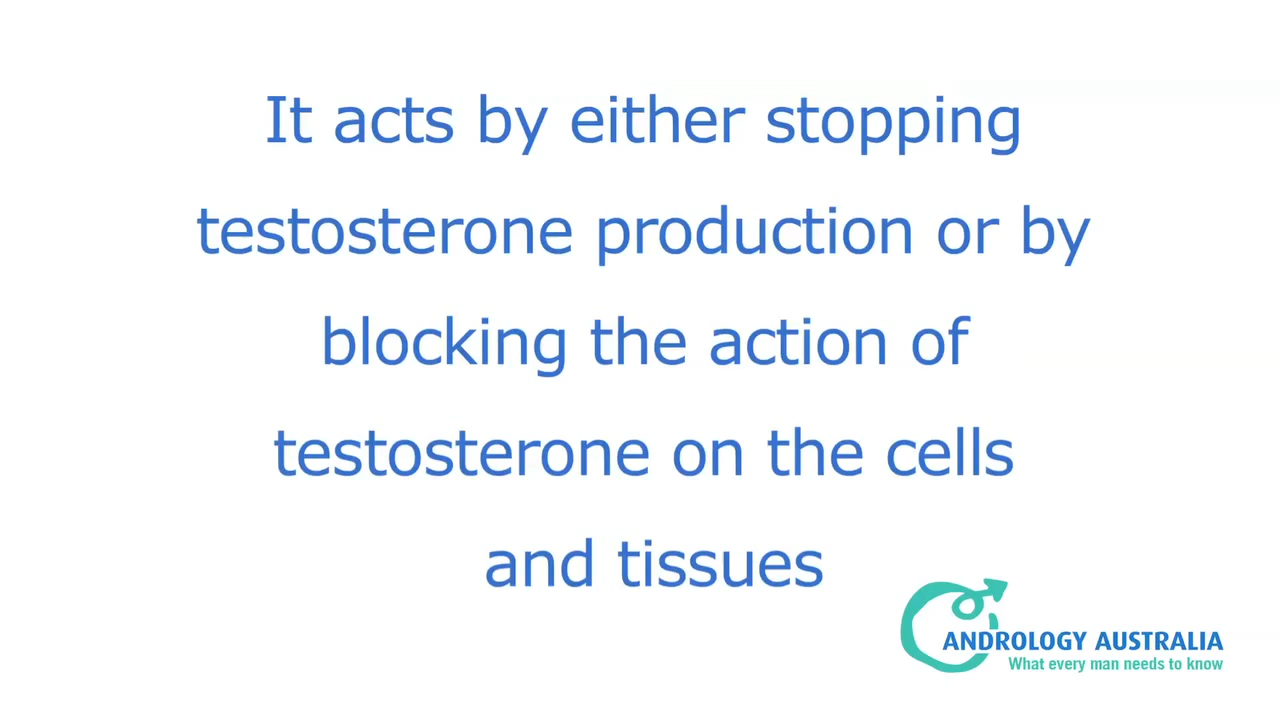 It acts by either stopping
testosterone production or by
blocking the action of
testosterone on the cells
and tissues
ANDROLOGY AUSTRALIA
What every man needs to know